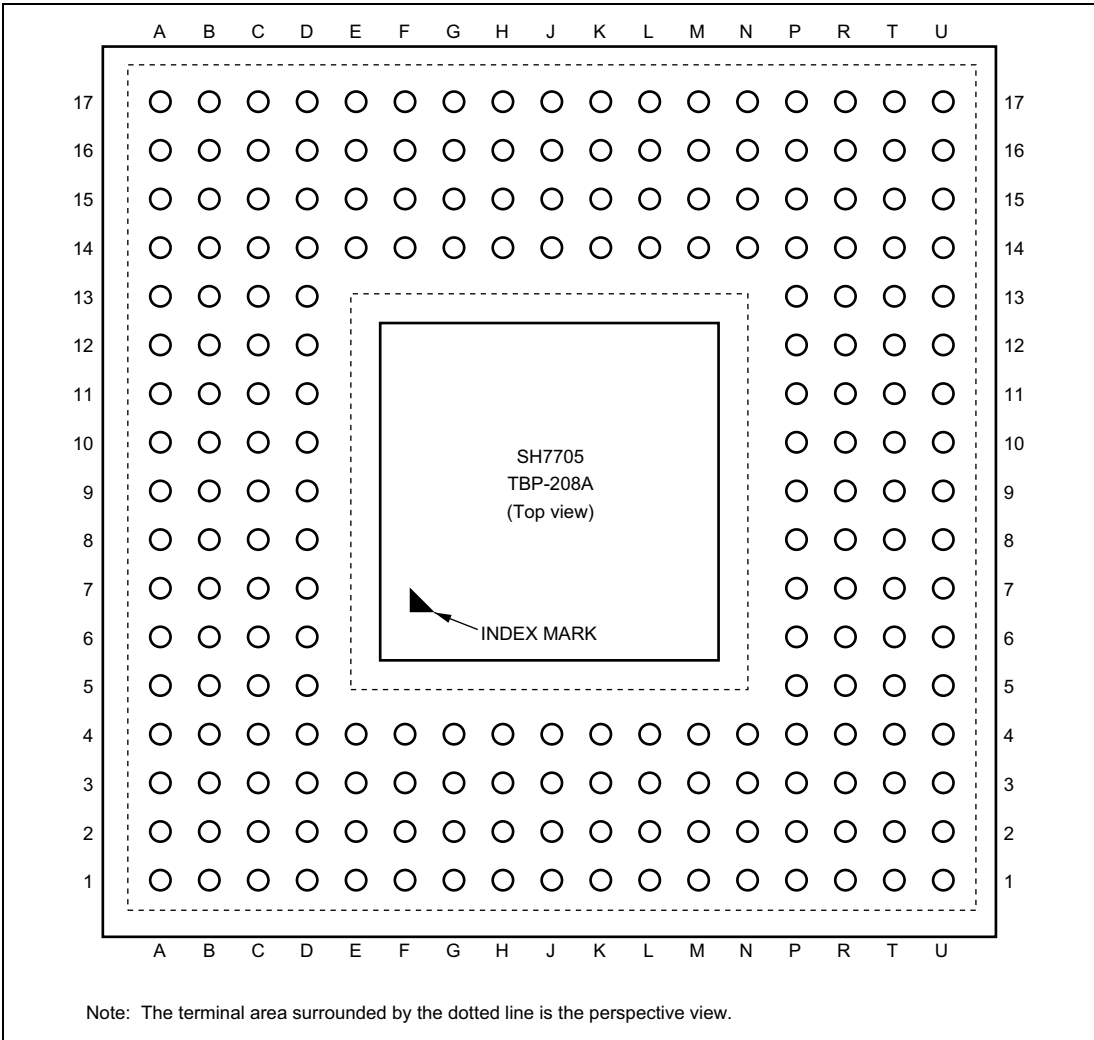 A B C D E F G H J K L M N P R T U
17 17
16 16
15 15
14 14
13 13
12 12
11 11
10 10
9 9
8 8
7 7
6 6
5 5
4 4
3 3
2 2
1 1
SH7705
TBP-208A
(Top view)
INDEX MARK
A B C D E F G H J K L M N P R T U
Note: The terminal area surrounded by the dotted line is the perspective view.